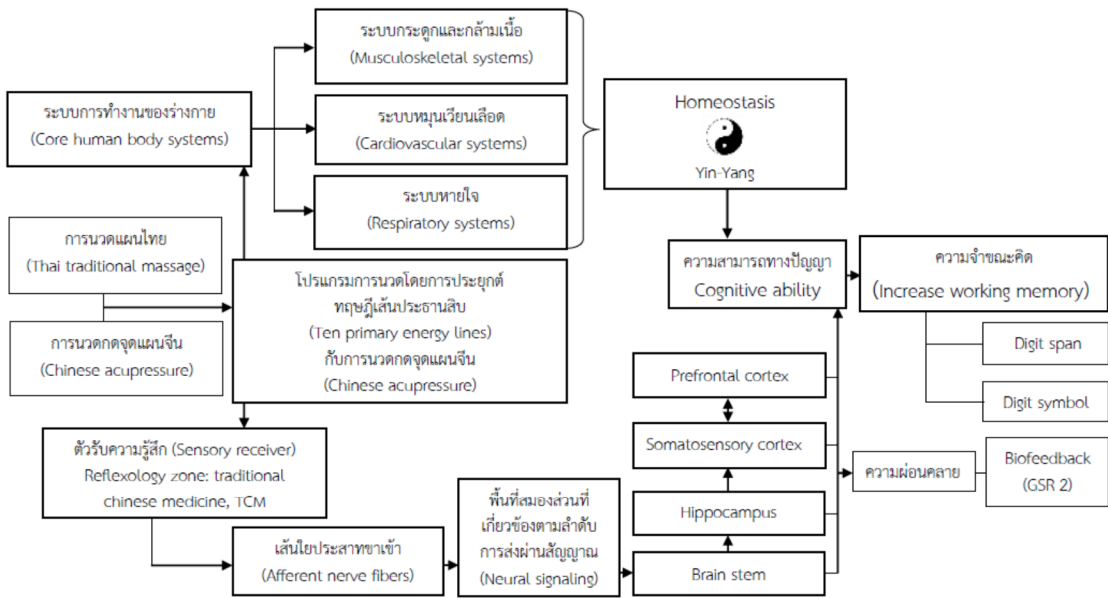 ระบบกระดูกและกล้ามเนื้อ
(Musculoskeletal systems)
ระบบการทำงานของร่างกาย
(Core human body systems)
ระบบหมุนเวียนเลือด
(Cardiovascular systems)
ระบบหายใจ
(Respiratory systems)
Homeostasis
Yin-Yang
การนวดแผนไทย
(Thai traditional massage)
การนวดกดจุดแผนจีน
(Chinese acupressure)
โปรแกรมการนวดโดยการประยุกต์
ทฤษฎีเส้นประธานสิบ
(Ten primary energy lines)
กับการนวดกดจุดแผนจีน
(Chinese acupressure)
ความสามารถทางปัญญา
Cognitive ability
ความจำขณะคิด
(Increase working memory)
Digit span
Digit symbol
Prefrontal cortex
Somatosensory cortex
Hippocampus
Brain stem
ความผ่อนคลาย
Biofeedback
(GSR 2)
ตัวรับความรู้สึก (Sensory receiver)
Reflexology zone: traditional
chinese medicine, TCM
เส้นใยประสาทขาเข้า
(Afferent nerve fibers)
พื้นที่สมองส่วนที่
เกี่ยวข้องตามลำดับ
การส่งผ่านสัญญาณ
(Neural signaling)